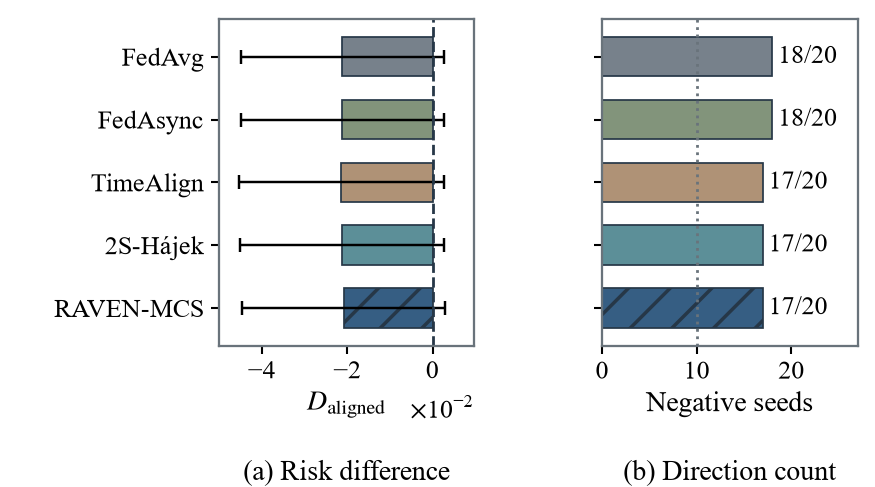 FedAvg
FedAsync
TimeAlign
2S-Hájek
RAVEN-MCS
−4 −2 0
D_aligned ×10⁻²
(a) Risk difference
18/20
18/20
17/20
17/20
17/20
0 10 20
Negative seeds
(b) Direction count